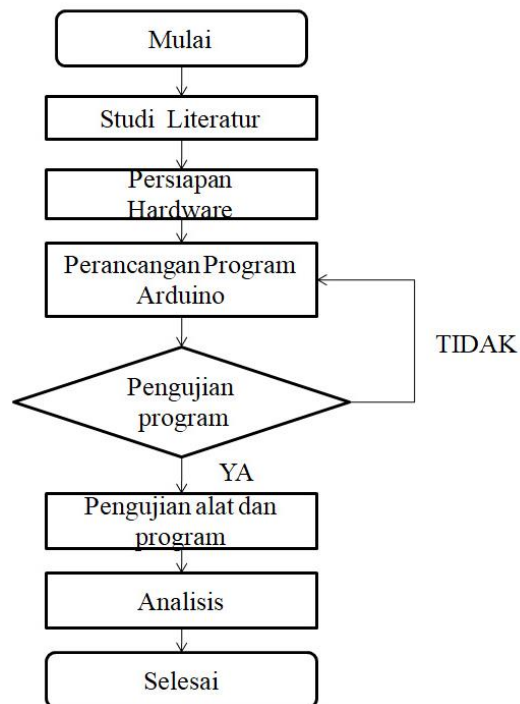 Mulai
Studi Literatur
Persiapan
Hardware
Perancangan Program
Arduino
TIDAK
Pengujian
program
YA
Pengujian alat dan
program
Analisis
Selesai